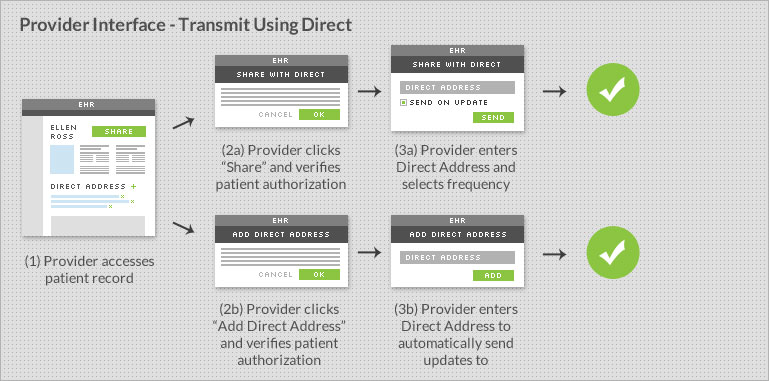 Provider Interface - Transmit Using Direct
EHR
ELLEN
ROSS
SHARE
DIRECT ADDRESS +
(1) Provider accesses
patient record
EHR
SHARE WITH DIRECT
CANCEL
OK
(2a) Provider clicks
“Share” and verifies
patient authorization
EHR
SHARE WITH DIRECT
DIRECT ADDRESS
SEND ON UPDATE
SEND
(3a) Provider enters
Direct Address and
selects frequency
EHR
ADD DIRECT ADDRESS
CANCEL
OK
(2b) Provider clicks
“Add Direct Address”
and verifies patient
authorization
EHR
ADD DIRECT ADDRESS
DIRECT ADDRESS
ADD
(3b) Provider enters
Direct Address to
automatically send
updates to